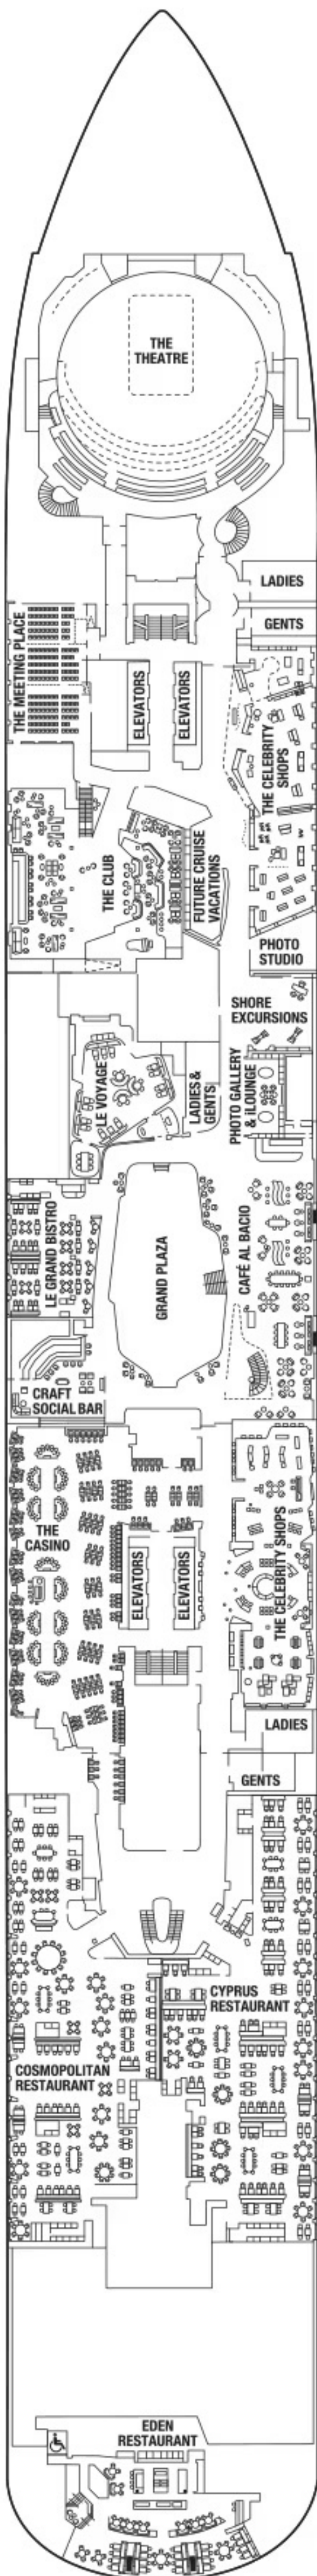 THE
THEATRE
LADIES
GENTS
THE MEETING PLACE
ELEVATORS
ELEVATORS
THE CELEBRITY
SHOPS
THE CLUB
FUTURE CRUISE
VACATIONS
PHOTO
STUDIO
SHORE
EXCURSIONS
LE VOYAGE
LADIES &
GENTS
PHOTO GALLERY
& iLOUNGE
LE GRAND BISTRO
GRAND PLAZA
CAFÉ AL BACIO
CRAFT
SOCIAL BAR
THE
CASINO
ELEVATORS
ELEVATORS
THE CELEBRITY SHOPS
LADIES
GENTS
CYPRUS
RESTAURANT
COSMOPOLITAN
RESTAURANT
EDEN
RESTAURANT